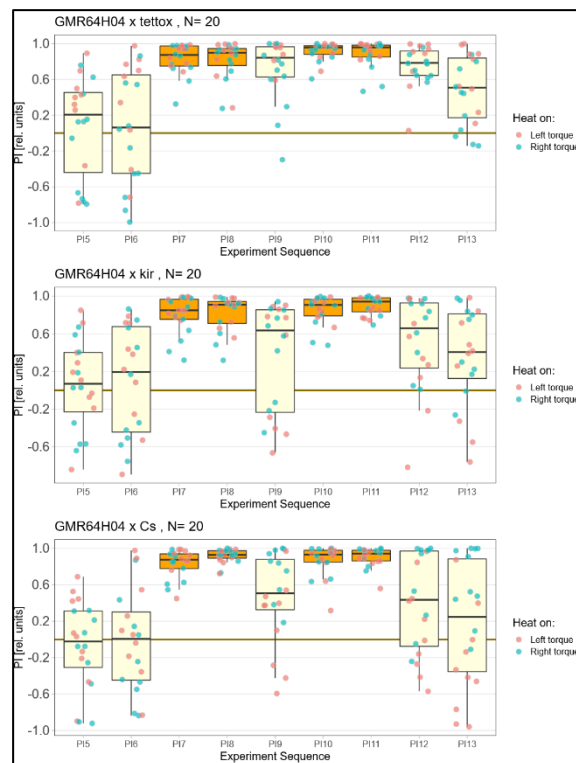 GMR64H04 x tettox , N= 20
PI [rel. units]
1.0
0.6
0.2
-0.2
-0.6
-1.0
PI5 PI6 PI7 PI8 PI9 PI10 PI11 PI12 PI13
Experiment Sequence
Heat on:
Left torque
Right torque
GMR64H04 x kir , N= 20
PI [rel. units]
1.0
0.6
0.2
-0.2
-0.6
PI5 PI6 PI7 PI8 PI9 PI10 PI11 PI12 PI13
Experiment Sequence
Heat on:
Left torque
Right torque
GMR64H04 x Cs , N= 20
PI [rel. units]
1.0
0.6
0.2
-0.2
-0.6
-1.0
PI5 PI6 PI7 PI8 PI9 PI10 PI11 PI12 PI13
Experiment Sequence
Heat on:
Left torque
Right torque